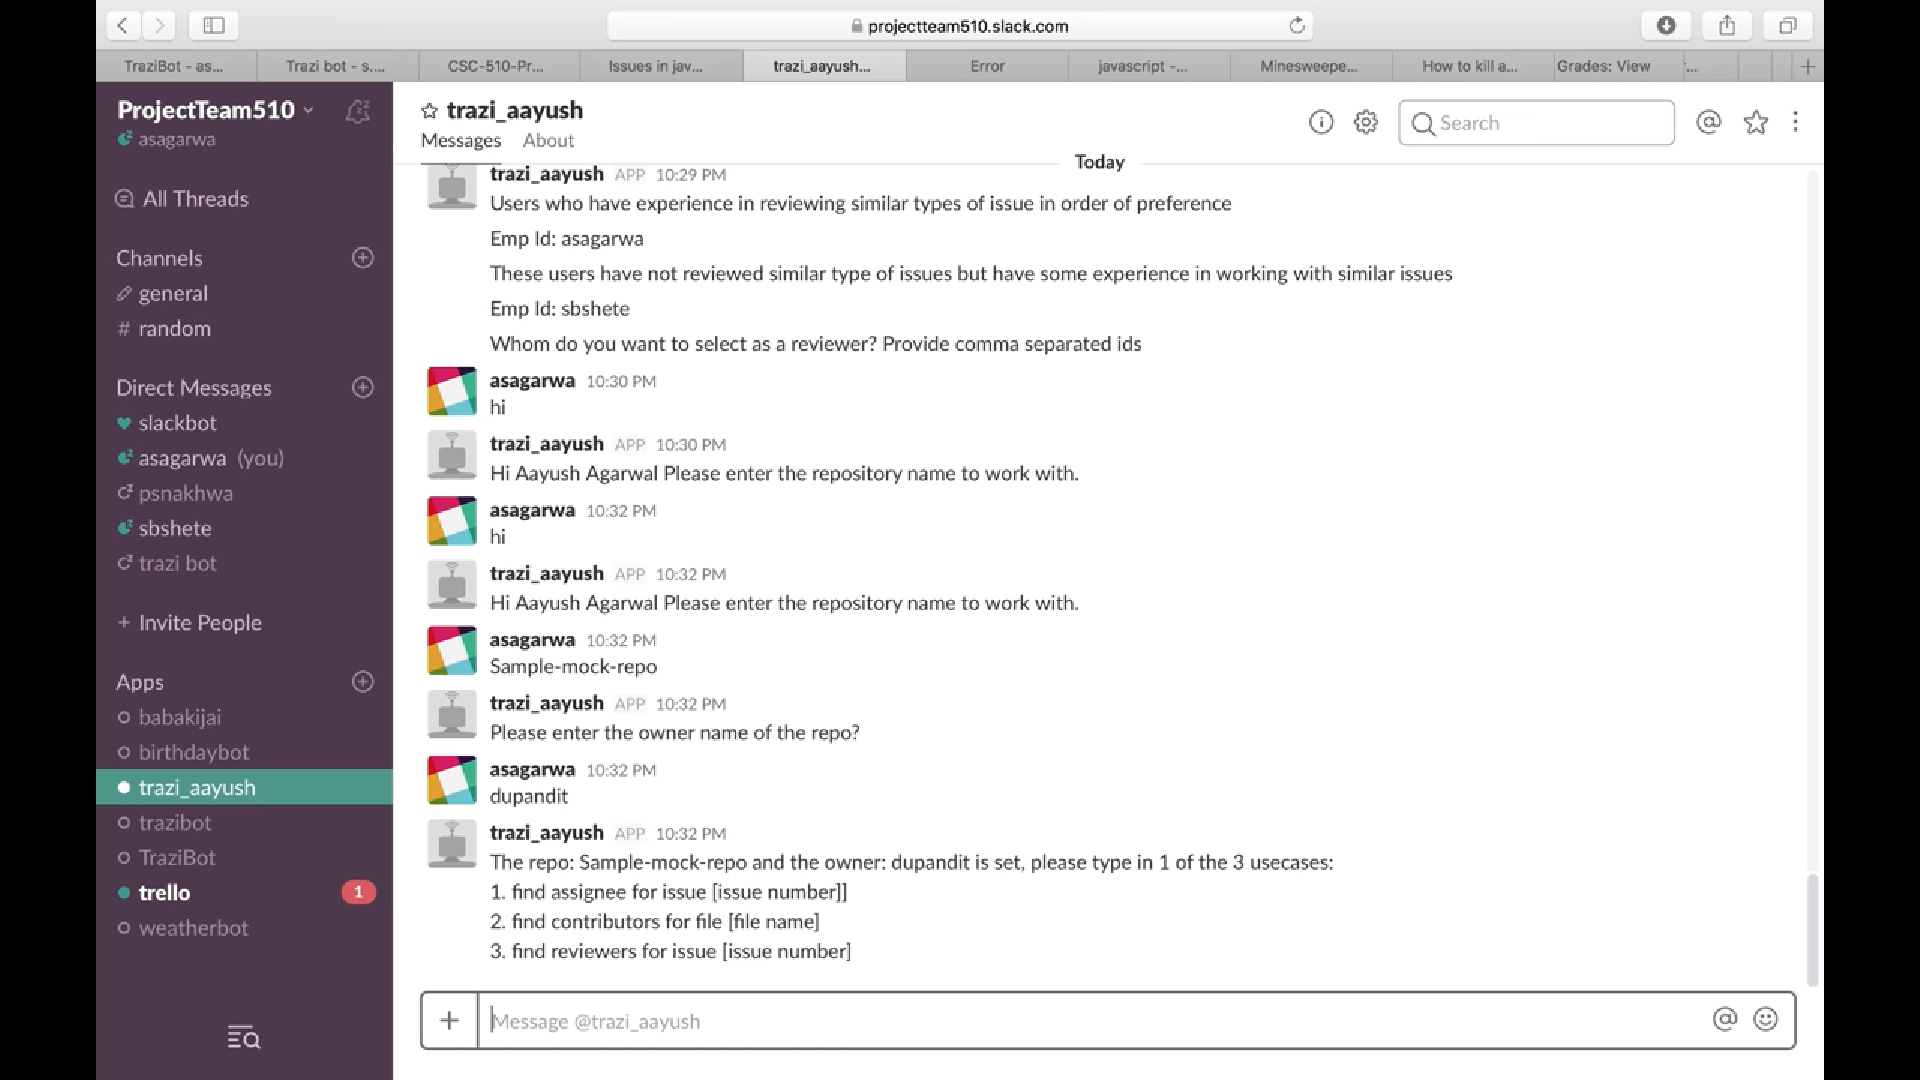 projectteam510.slack.com
TraziBot - as...
Trazi bot - s....
CSC-510-Pr...
Issues in jav...
trazi_aayush...
Error
javascript -...
Minesweepe...
How to kill a...
Grades: View
ProjectTeam510
asagarwa
All Threads
Channels
general
# random
Direct Messages
slackbot
asagarwa (you)
psnakhwa
sbshete
trazi bot
+ Invite People
Apps
babakijai
birthdaybot
trazi_aayush
trazibot
TraziBot
trello 1
weatherbot
trazi_aayush
Messages About
Search
Today
trazi_aayush APP 10:29 PM
Users who have experience in reviewing similar types of issue in order of preference
Emp Id: asagarwa
These users have not reviewed similar type of issues but have some experience in working with similar issues
Emp Id: sbshete
Whom do you want to select as a reviewer? Provide comma separated ids
asagarwa 10:30 PM
hi
trazi_aayush APP 10:30 PM
Hi Aayush Agarwal Please enter the repository name to work with.
asagarwa 10:32 PM
hi
trazi_aayush APP 10:32 PM
Hi Aayush Agarwal Please enter the repository name to work with.
asagarwa 10:32 PM
Sample-mock-repo
trazi_aayush APP 10:32 PM
Please enter the owner name of the repo?
asagarwa 10:32 PM
dupandit
trazi_aayush APP 10:32 PM
The repo: Sample-mock-repo and the owner: dupandit is set, please type in 1 of the 3 usecases:
1. find assignee for issue [issue number]]
2. find contributors for file [file name]
3. find reviewers for issue [issue number]
Message @trazi_aayush